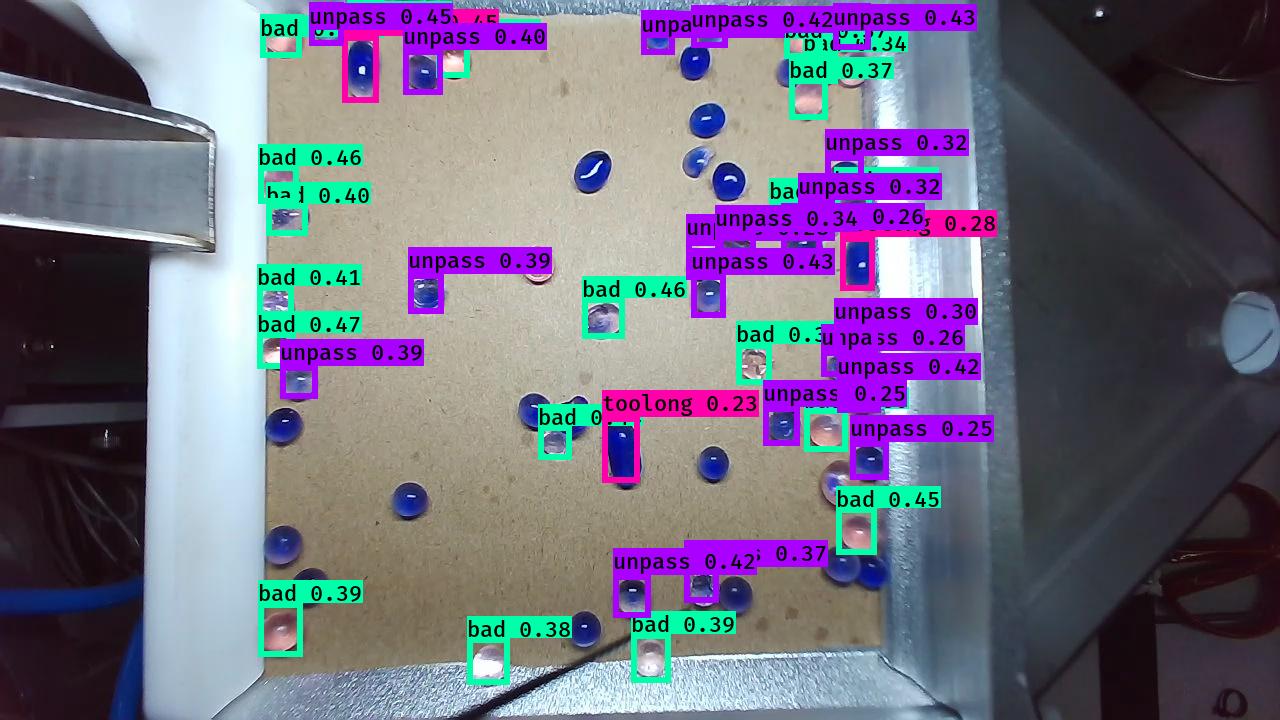 unpass 0.45
unpass 0.42
unpass 0.43
bad
unpass 0.40
bad 0.37
unpass 0.32
bad 0.46
bad 0.40
unpass 0.32
unpass 0.34
0.26
0.28
unpass 0.39
unpass 0.43
bad 0.41
bad 0.46
unpass 0.30
bad 0.47
unpass 0.39
unpass 0.42
unpass 0.25
toolong 0.23
unpass 0.25
bad 0.45
unpass 0.42
0.37
bad 0.39
bad 0.38
bad 0.39